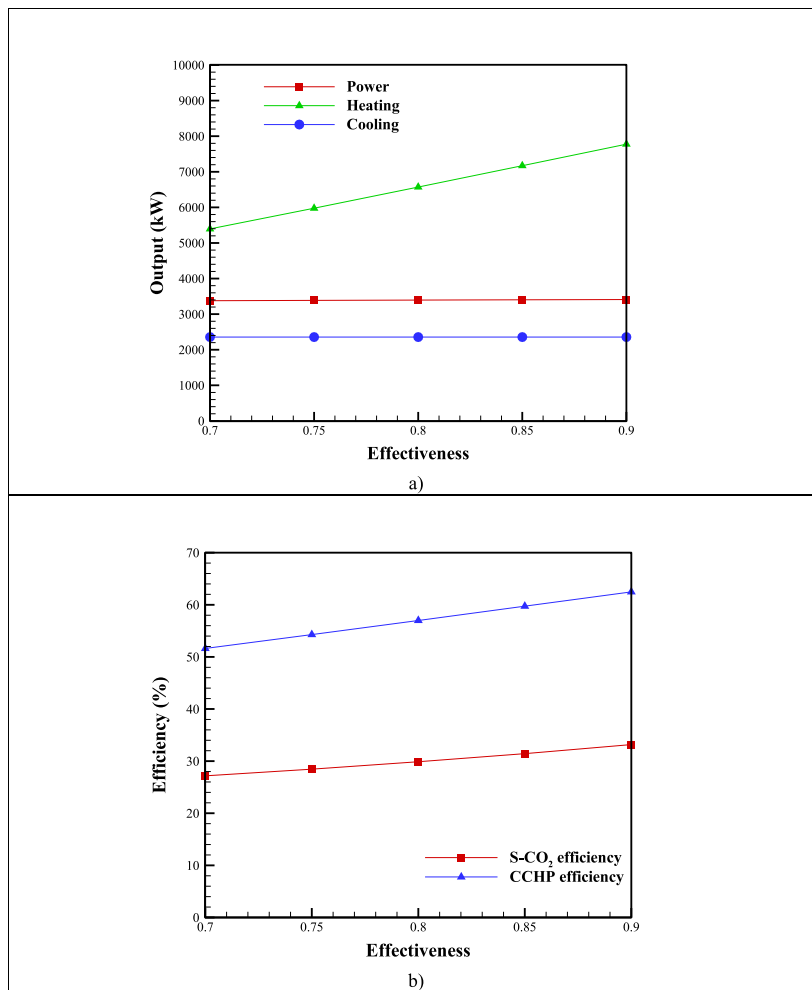 10000
9000
8000
7000
6000
5000
4000
3000
2000
1000
0
Output (kW)
Power
Heating
Cooling
0.7 0.75 0.8 0.85 0.9
Effectiveness
a)
70
60
50
40
30
20
10
0
Efficiency (%)
S-CO₂ efficiency
CCHP efficiency
0.7 0.75 0.8 0.85 0.9
Effectiveness
b)